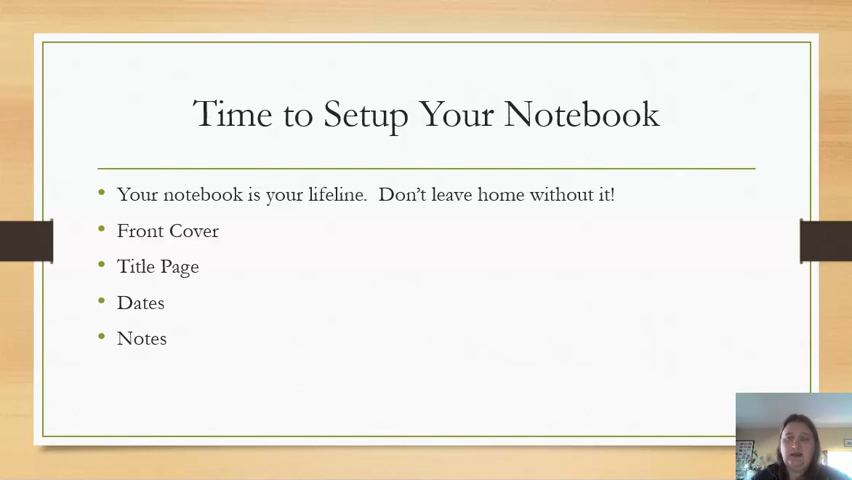 Time to Setup Your Notebook
• Your notebook is your lifeline.  Don't leave home without it!
• Front Cover
• Title Page
• Dates
• Notes